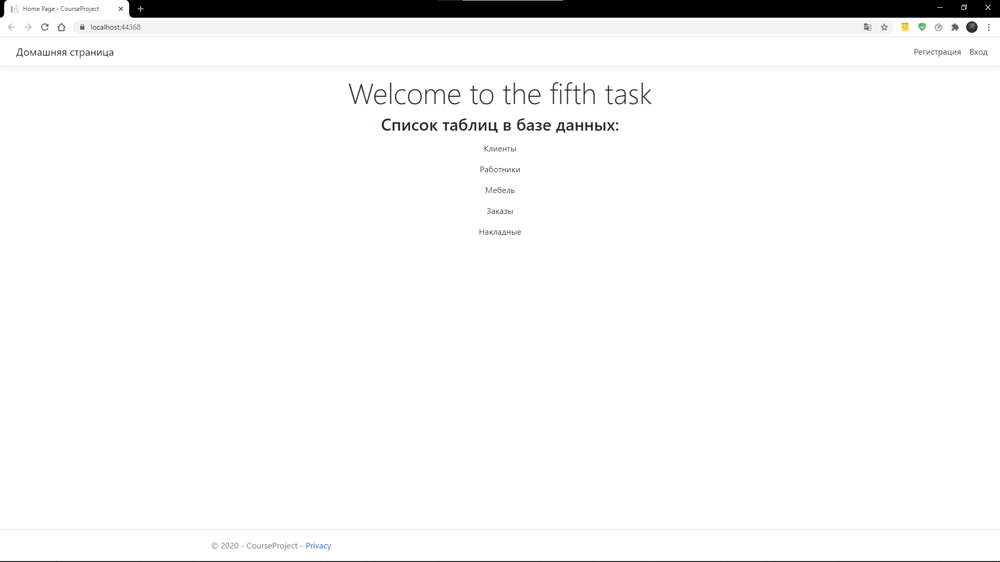 Home Page - CourseProject
localhost:44368
Домашняя страница
Регистрация Вход
Welcome to the fifth task
Список таблиц в базе данных:
Клиенты
Работники
Мебель
Заказы
Накладные
© 2020 - CourseProject - Privacy